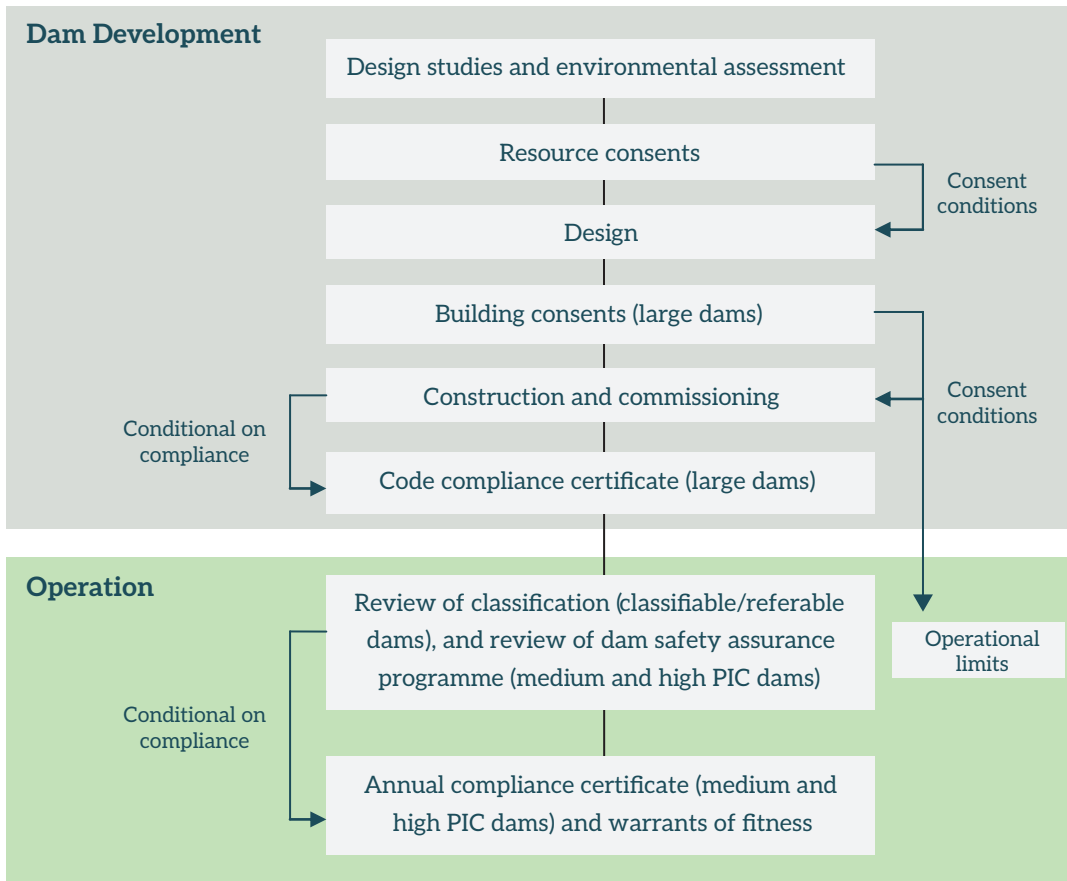 Dam Development
Design studies and environmental assessment
Resource consents
Consent
conditions
Design
Building consents (large dams)
Construction and commissioning
Consent
conditions
Conditional on
compliance
Code compliance certificate (large dams)
Operation
Review of classification (classifiable/referable
dams), and review of dam safety assurance
programme (medium and high PIC dams)
Operational
limits
Conditional on
compliance
Annual compliance certificate (medium and
high PIC dams) and warrants of fitness